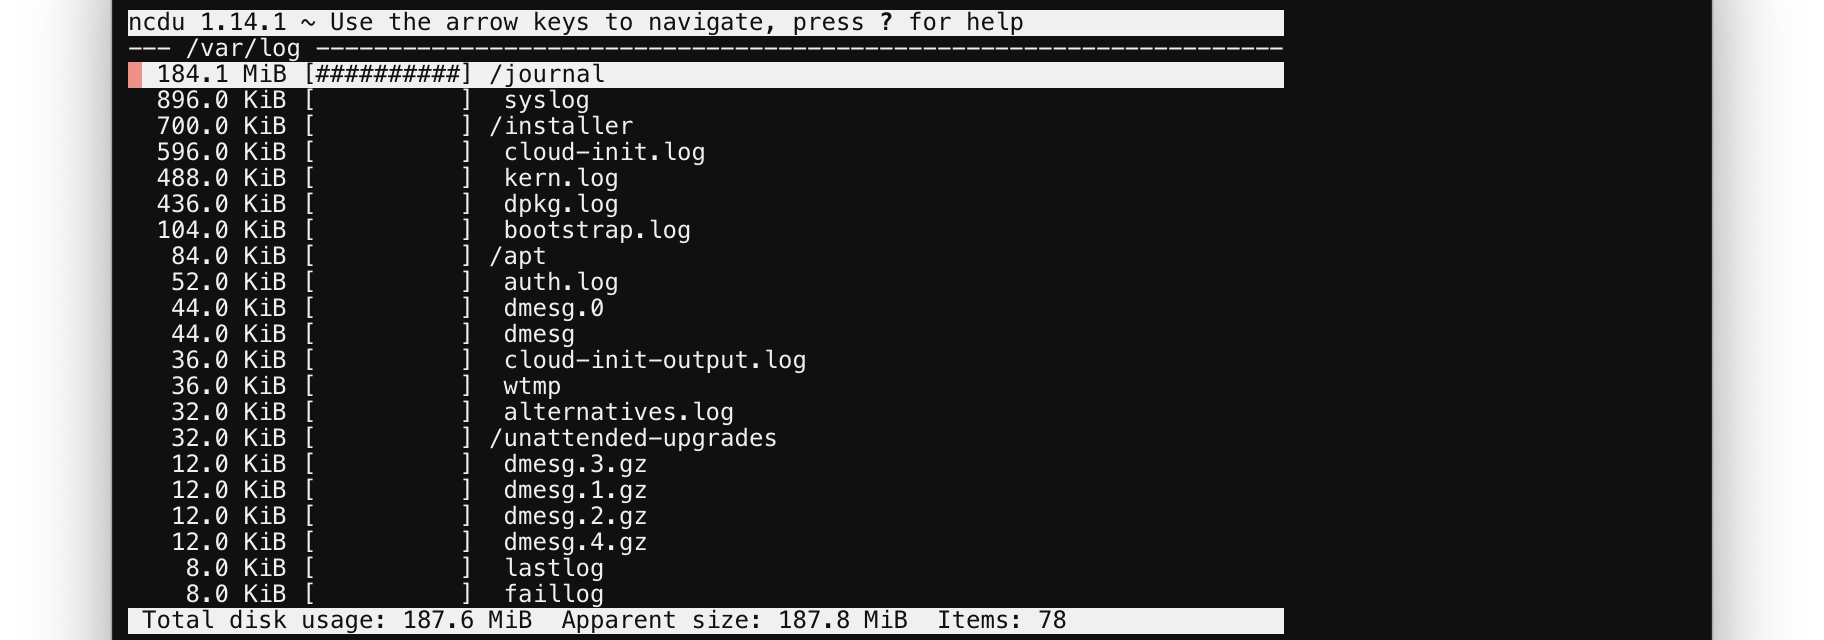 ncdu 1.14.1 ~ Use the arrow keys to navigate, press ? for help
--- /var/log -------------------------------------------------------------------
184.1 MiB [##########] /journal
896.0 KiB [          ]  syslog
700.0 KiB [          ] /installer
596.0 KiB [          ]  cloud-init.log
488.0 KiB [          ]  kern.log
436.0 KiB [          ]  dpkg.log
104.0 KiB [          ]  bootstrap.log
84.0 KiB [          ] /apt
52.0 KiB [          ]  auth.log
44.0 KiB [          ]  dmesg.0
44.0 KiB [          ]  dmesg
36.0 KiB [          ]  cloud-init-output.log
36.0 KiB [          ]  wtmp
32.0 KiB [          ]  alternatives.log
32.0 KiB [          ] /unattended-upgrades
12.0 KiB [          ]  dmesg.3.gz
12.0 KiB [          ]  dmesg.1.gz
12.0 KiB [          ]  dmesg.2.gz
12.0 KiB [          ]  dmesg.4.gz
8.0 KiB [          ]  lastlog
8.0 KiB [          ]  faillog
Total disk usage: 187.6 MiB  Apparent size: 187.8 MiB  Items: 78